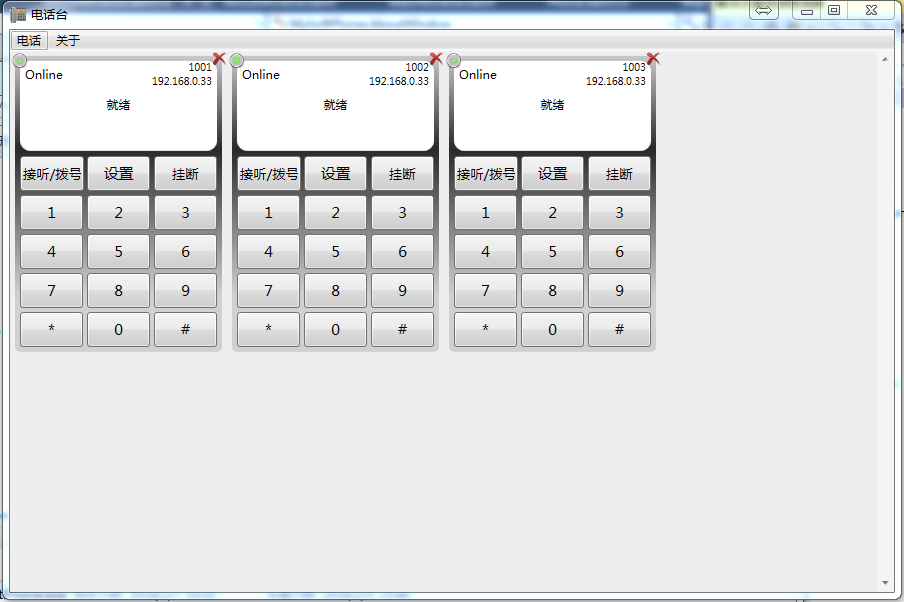 电话台
电话 关于
1001
Online
192.168.0.33
就绪
接听/拨号 设置 挂断
1 2 3
4 5 6
7 8 9
* 0 #
1002
Online
192.168.0.33
就绪
接听/拨号 设置 挂断
1 2 3
4 5 6
7 8 9
* 0 #
1003
Online
192.168.0.33
就绪
接听/拨号 设置 挂断
1 2 3
4 5 6
7 8 9
* 0 #